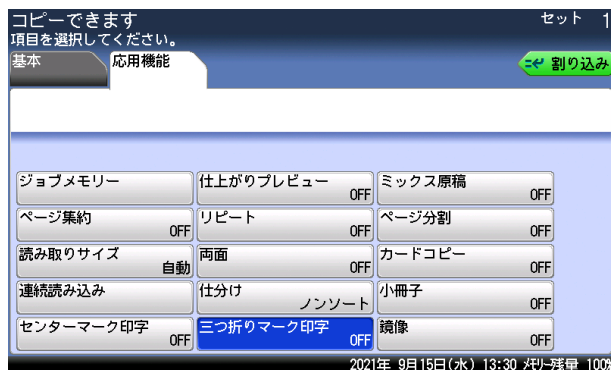 コピーできます
セット 1
項目を選択してください。
基本
応用機能
割り込み
ジョブメモリー
仕上がりプレビュー OFF
ミックス原稿 OFF
ページ集約 OFF
リピート OFF
ページ分割 OFF
読み取りサイズ 自動
両面 OFF
カードコピー OFF
連続読み込み
仕分け ノンソート
小冊子 OFF
センターマーク印字 OFF
三つ折りマーク印字 OFF
鏡像 OFF
2021年 9月15日(水) 13:30 メモリー残量 100%